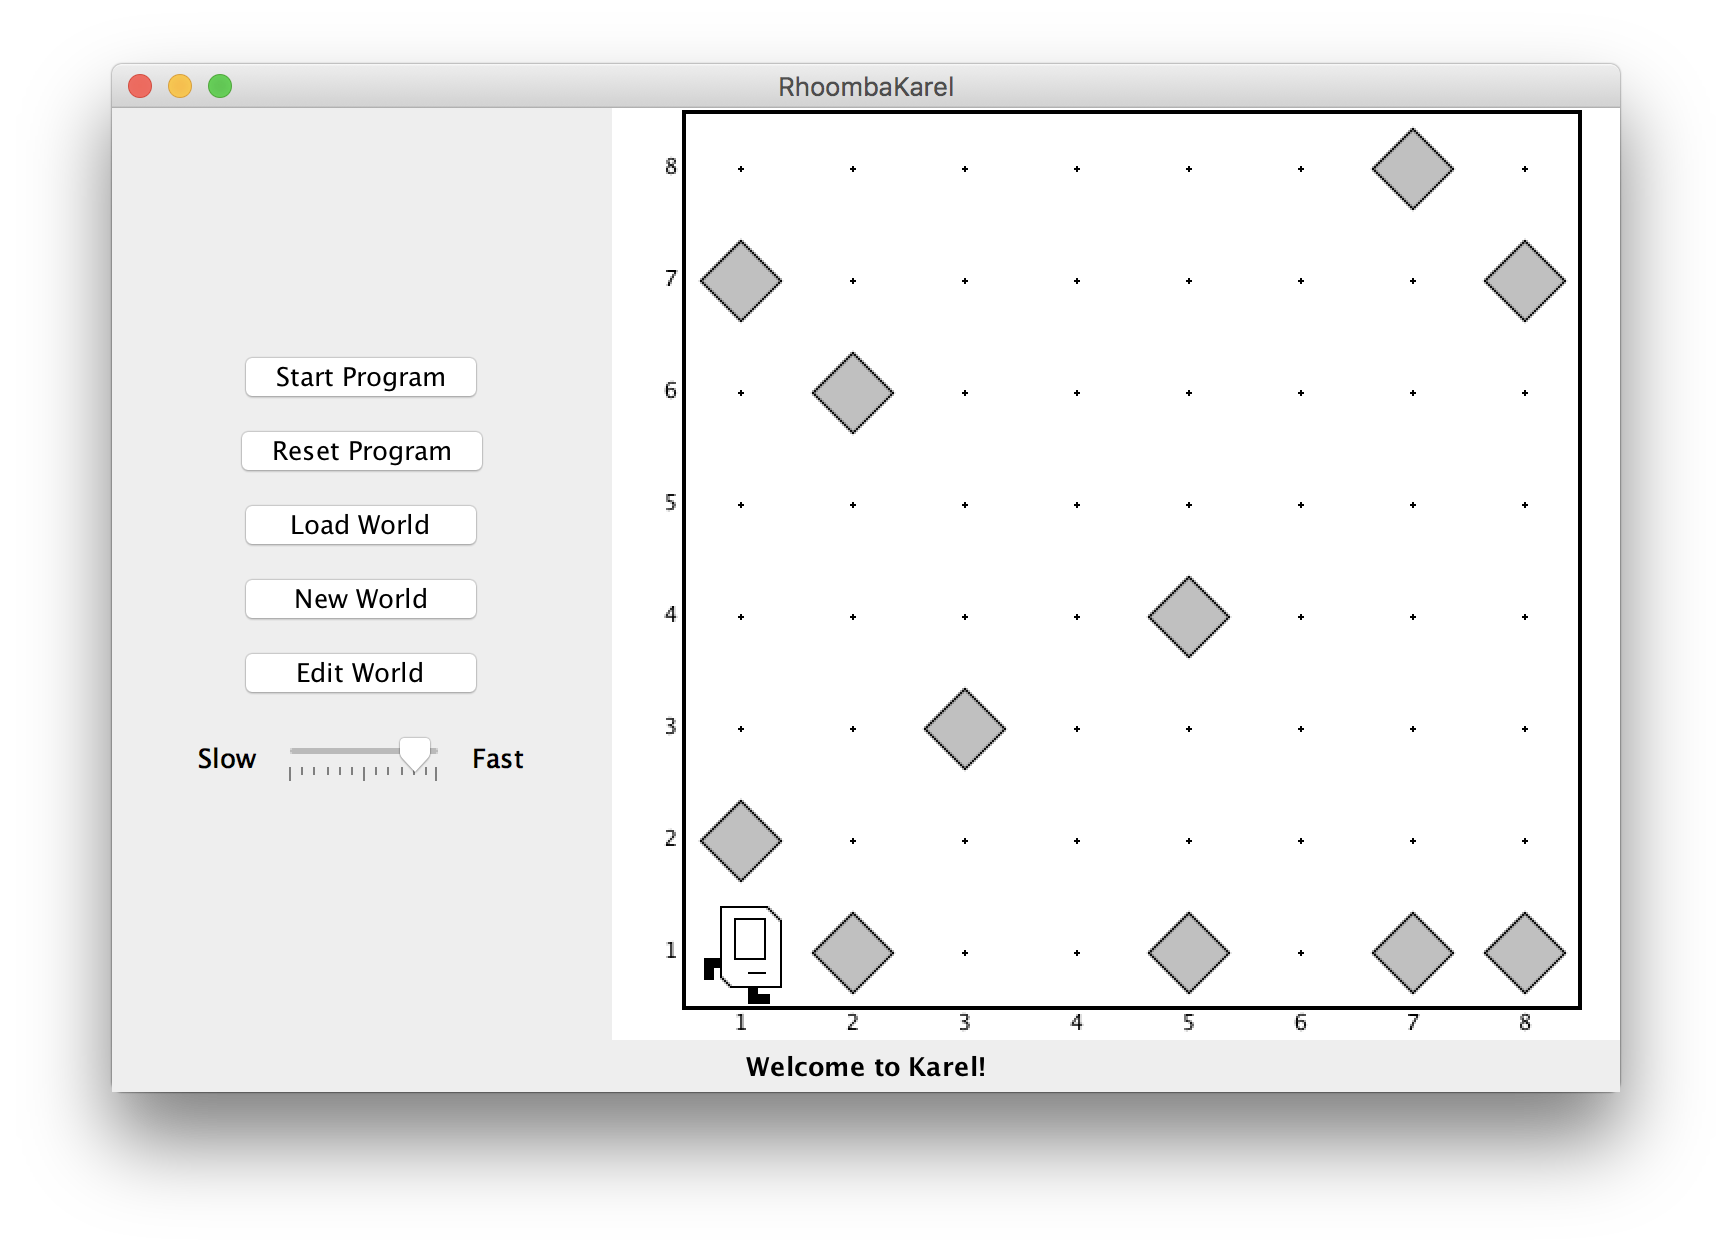 RhoombaKarel
Start Program
Reset Program
Load World
New World
Edit World
Slow Fast
8
7
6
5
4
3
2
1
1 2 3 4 5 6 7 8
Welcome to Karel!